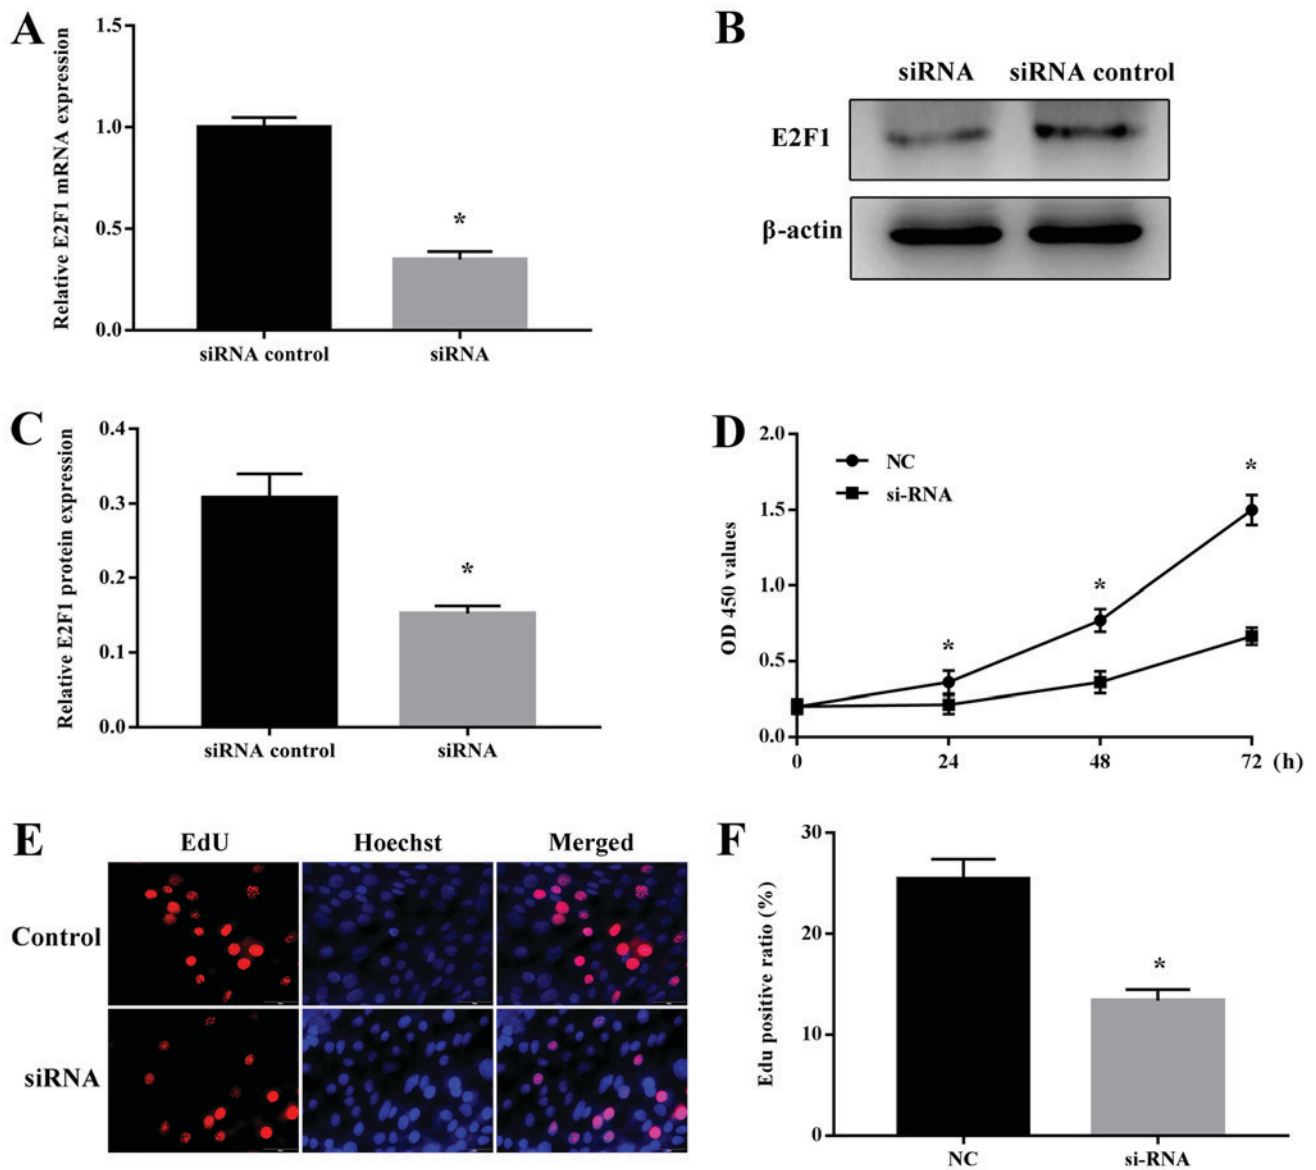 A
Relative E2F1 mRNA expression
1.5
1.0
0.5
0.0
*
siRNA control
siRNA
B
siRNA
siRNA control
E2F1
β-actin
C
Relative E2F1 protein expression
0.4
0.3
0.2
0.1
0.0
*
siRNA control
siRNA
D
OD 450 values
2.0
1.5
1.0
0.5
0.0
NC
si-RNA
*
*
*
0
24
48
72
(h)
E
EdU
Hoechst
Merged
Control
siRNA
F
Edu positive ratio (%)
30
20
10
0
*
NC
si-RNA